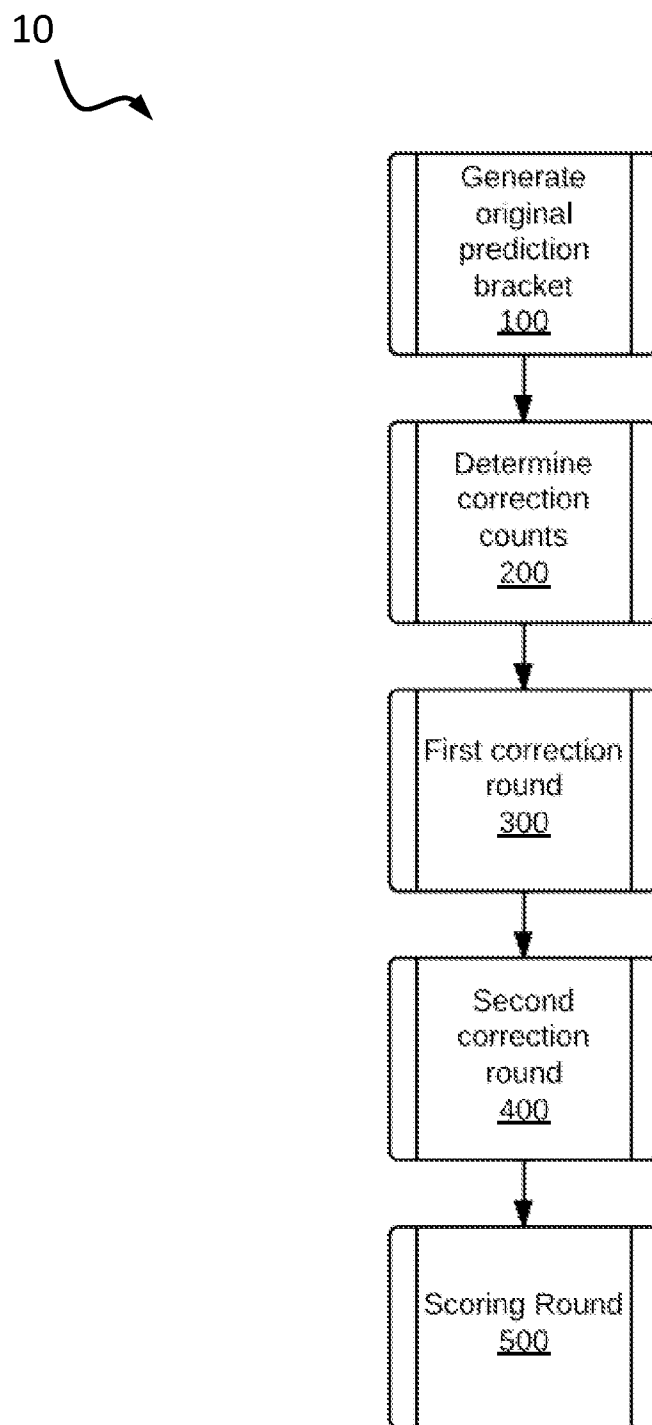 10
Generate
original
prediction
bracket
100
Determine
correction
counts
200
First correction
round
300
Second
correction
round
400
Scoring Round
500